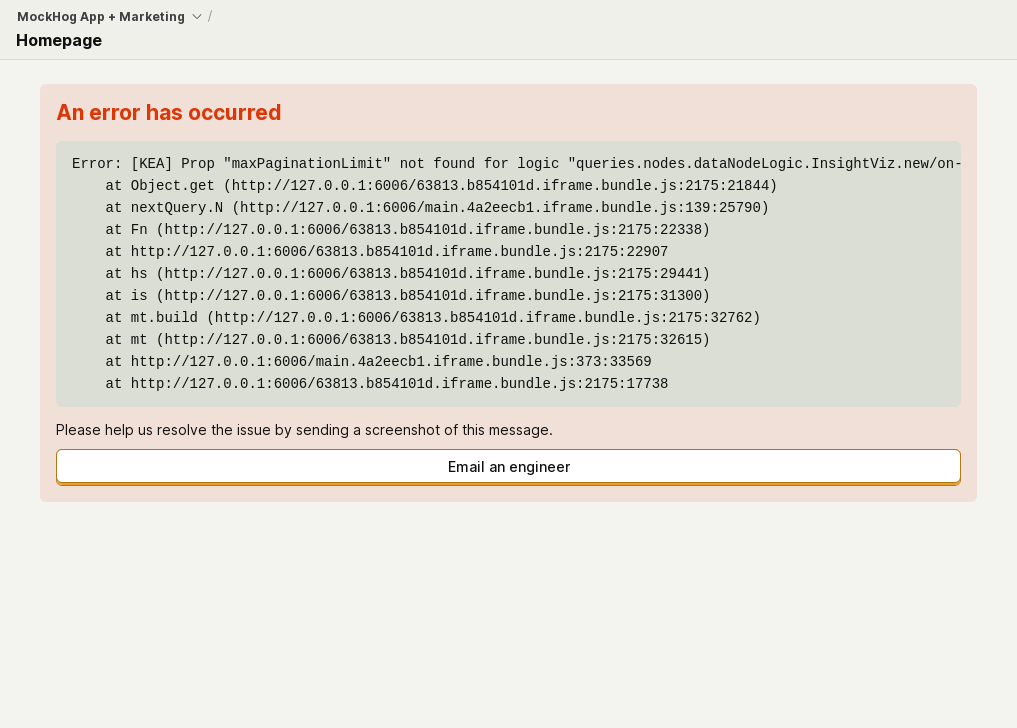 MockHog App + Marketing /
Homepage
An error has occurred
Error: [KEA] Prop "maxPaginationLimit" not found for logic "queries.nodes.dataNodeLogic.InsightViz.new/on-
at Object.get (http://127.0.0.1:6006/63813.b854101d.iframe.bundle.js:2175:21844)
at nextQuery.N (http://127.0.0.1:6006/main.4a2eecb1.iframe.bundle.js:139:25790)
at Fn (http://127.0.0.1:6006/63813.b854101d.iframe.bundle.js:2175:22338)
at http://127.0.0.1:6006/63813.b854101d.iframe.bundle.js:2175:22907
at hs (http://127.0.0.1:6006/63813.b854101d.iframe.bundle.js:2175:29441)
at is (http://127.0.0.1:6006/63813.b854101d.iframe.bundle.js:2175:31300)
at mt.build (http://127.0.0.1:6006/63813.b854101d.iframe.bundle.js:2175:32762)
at mt (http://127.0.0.1:6006/63813.b854101d.iframe.bundle.js:2175:32615)
at http://127.0.0.1:6006/main.4a2eecb1.iframe.bundle.js:373:33569
at http://127.0.0.1:6006/63813.b854101d.iframe.bundle.js:2175:17738
Please help us resolve the issue by sending a screenshot of this message.
Email an engineer